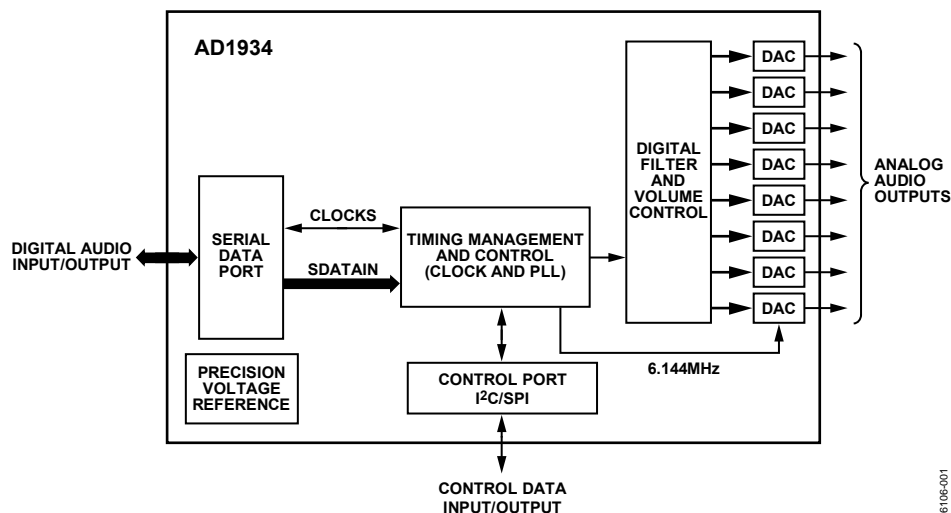 AD1934
DIGITAL AUDIO
INPUT/OUTPUT
SERIAL
DATA
PORT
CLOCKS
SDATAIN
TIMING MANAGEMENT
AND CONTROL
(CLOCK AND PLL)
DIGITAL
FILTER
AND
VOLUME
CONTROL
DAC
DAC
DAC
DAC
DAC
DAC
DAC
DAC
ANALOG
AUDIO
OUTPUTS
6.144MHz
PRECISION
VOLTAGE
REFERENCE
CONTROL PORT
I²C/SPI
CONTROL DATA
INPUT/OUTPUT
6106-001